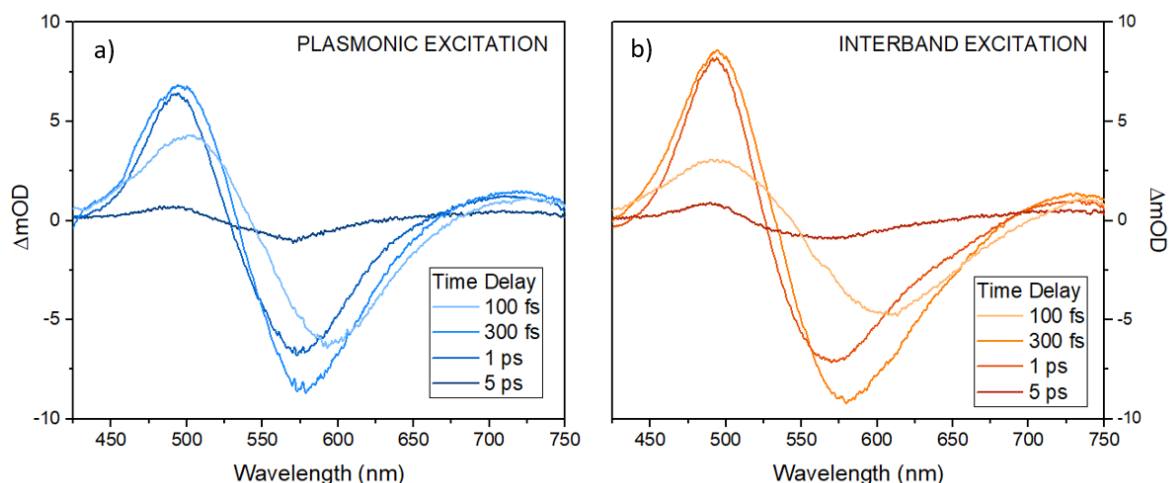 a)
PLASMONIC EXCITATION
10
5
0
-5
-10
ΔmOD
450 500 550 600 650 700 750
Wavelength (nm)
Time Delay
100 fs
300 fs
1 ps
5 ps
b)
INTERBAND EXCITATION
10
5
0
-5
-10
ΔmOD
450 500 550 600 650 700 750
Wavelength (nm)
Time Delay
100 fs
300 fs
1 ps
5 ps